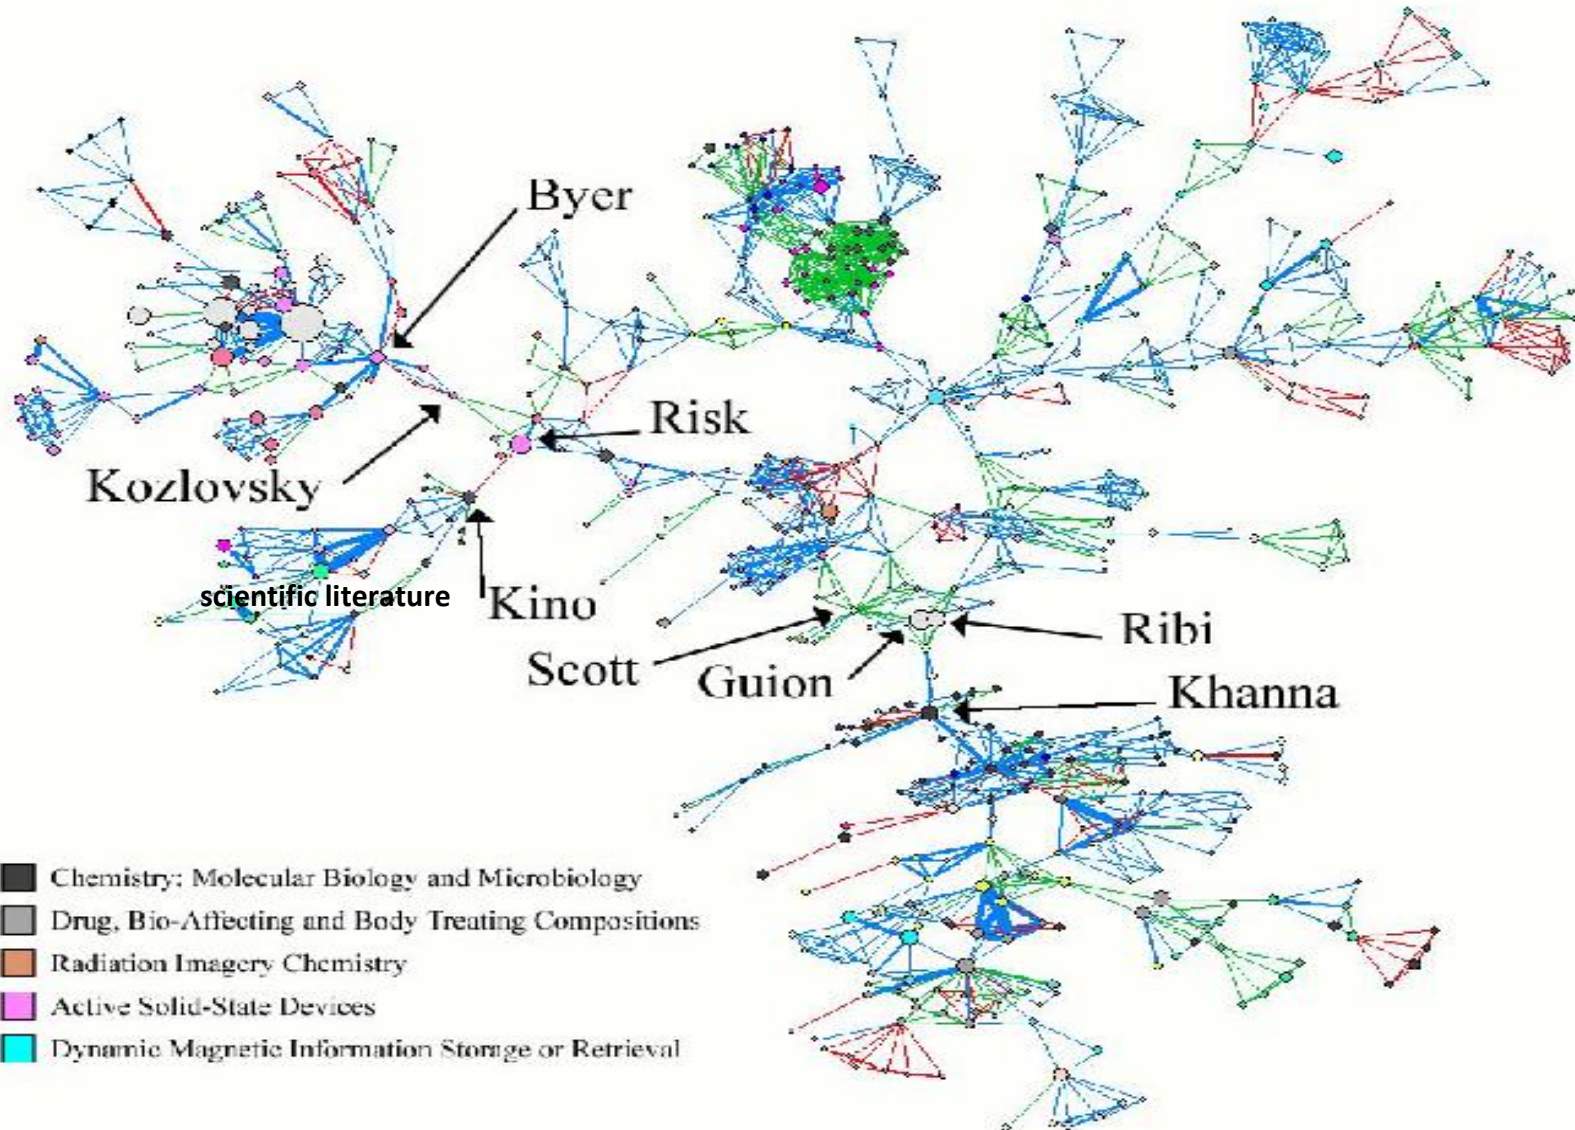 Byer
Risk
Kozlovsky
scientific literature
Kino
Scott
Guion
Ribi
Khanna
Chemistry: Molecular Biology and Microbiology
Drug, Bio-Affecting and Body Treating Compositions
Radiation Imagery Chemistry
Active Solid-State Devices
Dynamic Magnetic Information Storage or Retrieval